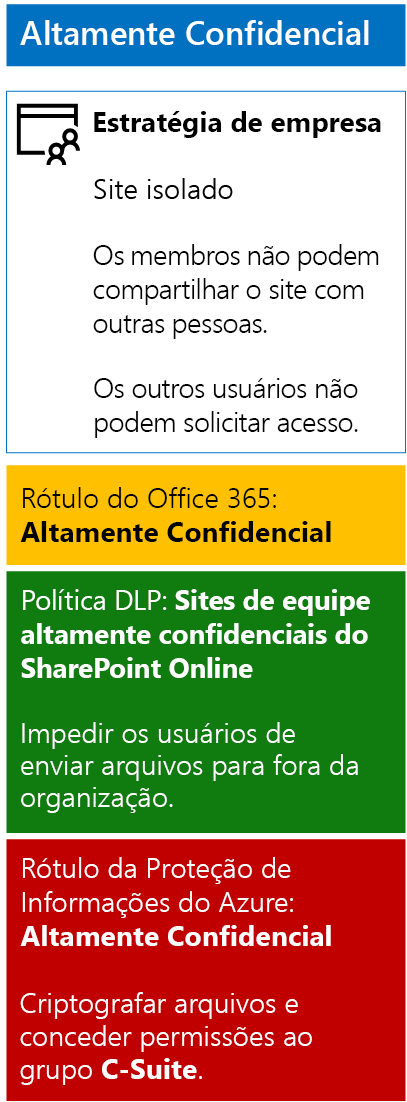 Altamente Confidencial
Estratégia de empresa
Site isolado
Os membros não podem
compartilhar o site com
outras pessoas.
Os outros usuários não
podem solicitar acesso.
Rótulo do Office 365:
Altamente Confidencial
Política DLP: Sites de equipe
altamente confidenciais do
SharePoint Online
Impedir os usuários de
enviar arquivos para fora da
organização.
Rótulo da Proteção de
Informações do Azure:
Altamente Confidencial
Criptografar arquivos e
conceder permissões ao
grupo C-Suite.